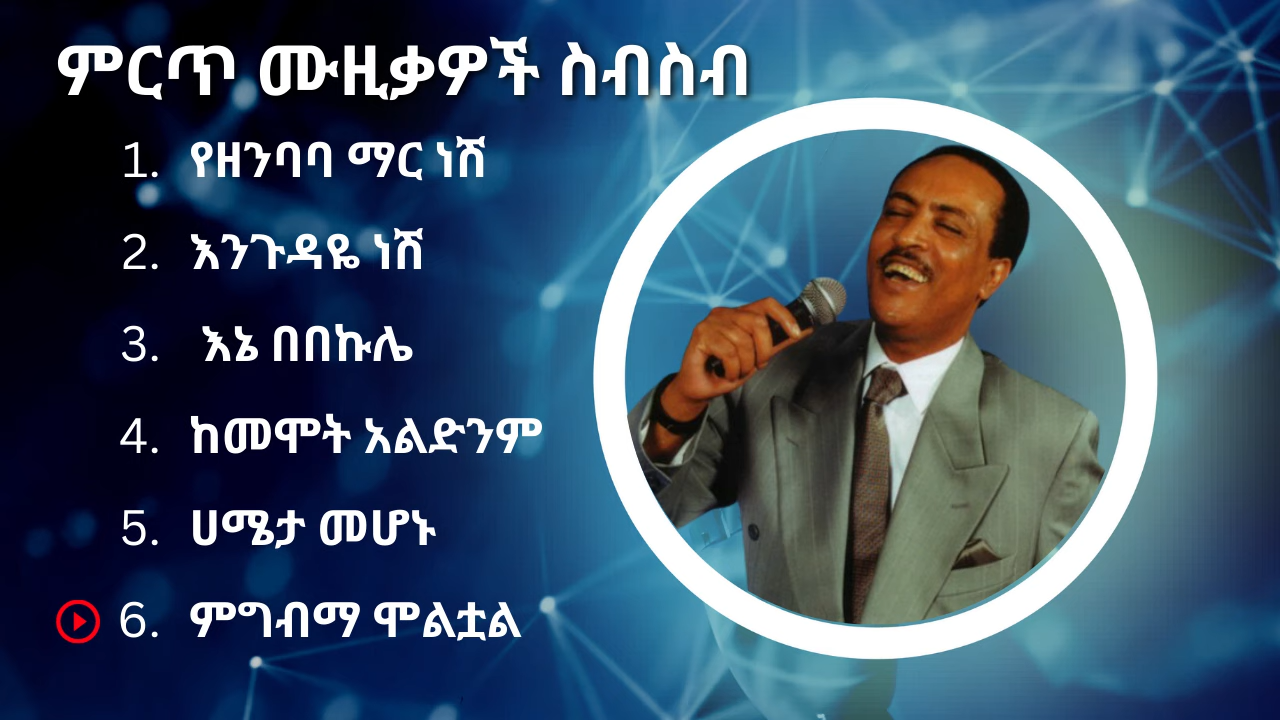 ምርጥ ሙዚቃዎች ስብስብ
1. የዘንባባ ማር ነሽ
2. እንጉዳዬ ነሽ
3. እኔ በበኩሌ
4. ከመሞት አልድንም
5. ሀሜታ መሆኑ
6. ምግብማ ሞልቷል